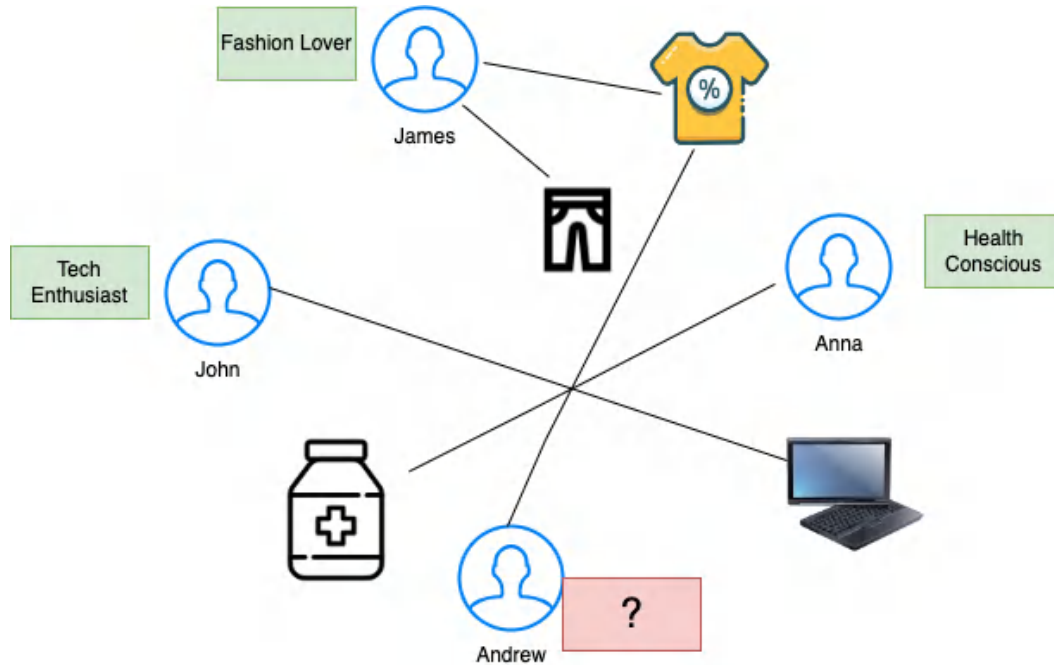 Fashion Lover
%
James
Tech
Enthusiast
John
Health
Conscious
Anna
?
Andrew